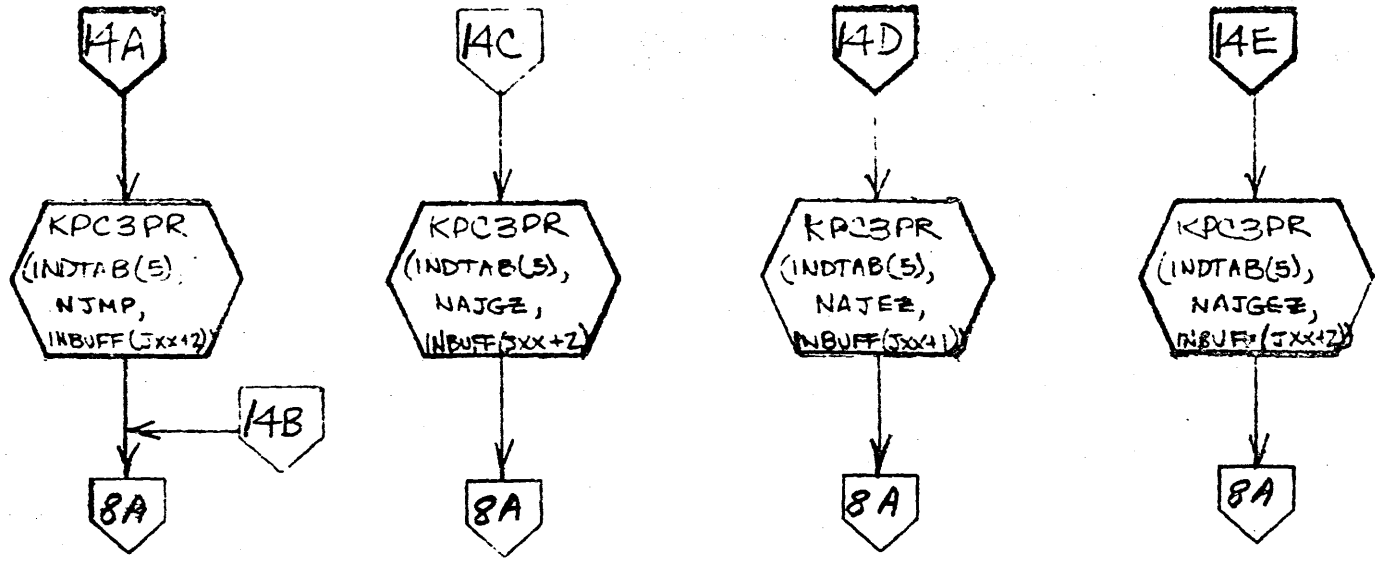 14A
KPC3PR
(INDTAB(5),
NJMP,
INBUFF(JXX+2))
14B
8A
14C
KPC3PR
(INDTAB(5),
NAJGZ,
INBUFF(JXX+2)
8A
14D
KPC3PR
(INDTAB(5),
NAJEZ,
INBUFF(JXX+1))
8A
14E
KPC3PR
(INDTAB(5),
NAJGEZ,
INBUFF(JXX+2))
8A